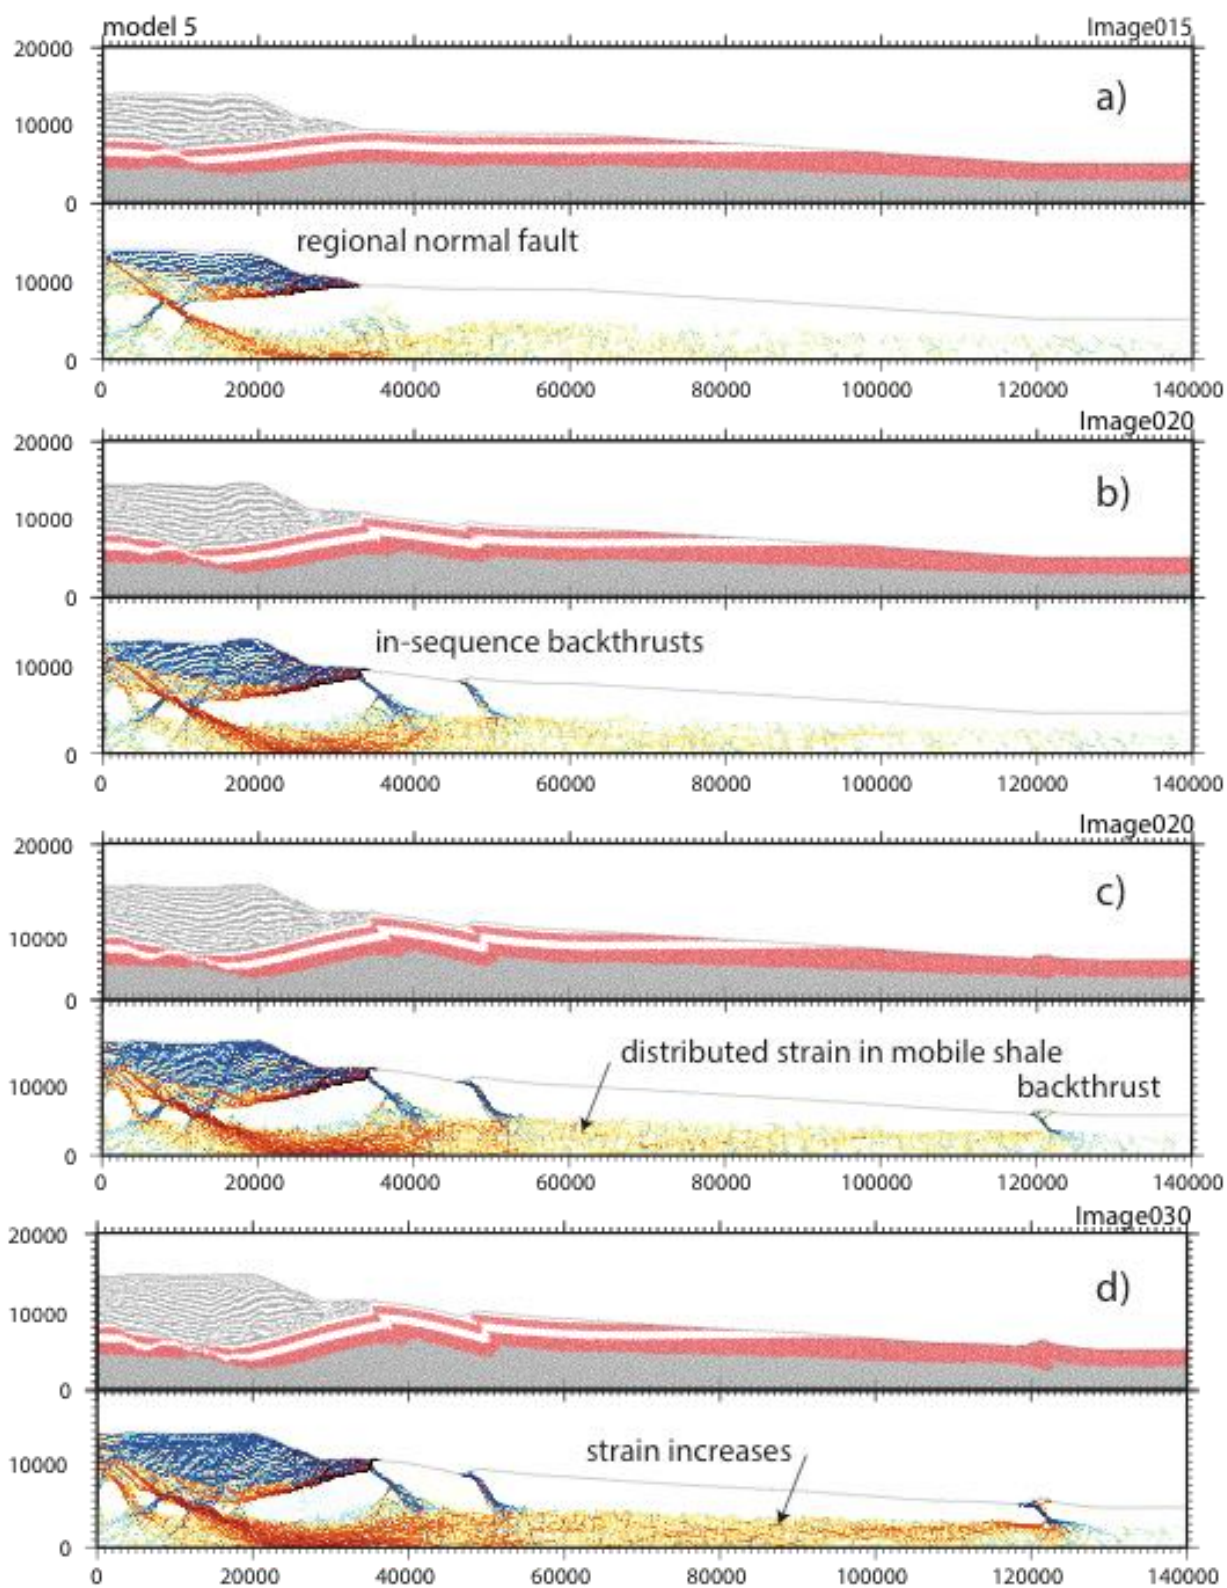 model 5 Image015
20000
a)
10000
0
regional normal fault
10000
0
0 20000 40000 60000 80000 100000 120000 140000
Image020
20000
b)
10000
0
in-sequence backthrusts
10000
0
0 20000 40000 60000 80000 100000 120000 140000
Image020
20000
c)
10000
0
distributed strain in mobile shale
backthrust
10000
0
0 20000 40000 60000 80000 100000 120000 140000
Image030
20000
d)
10000
0
strain increases
10000
0
0 20000 40000 60000 80000 100000 120000 140000